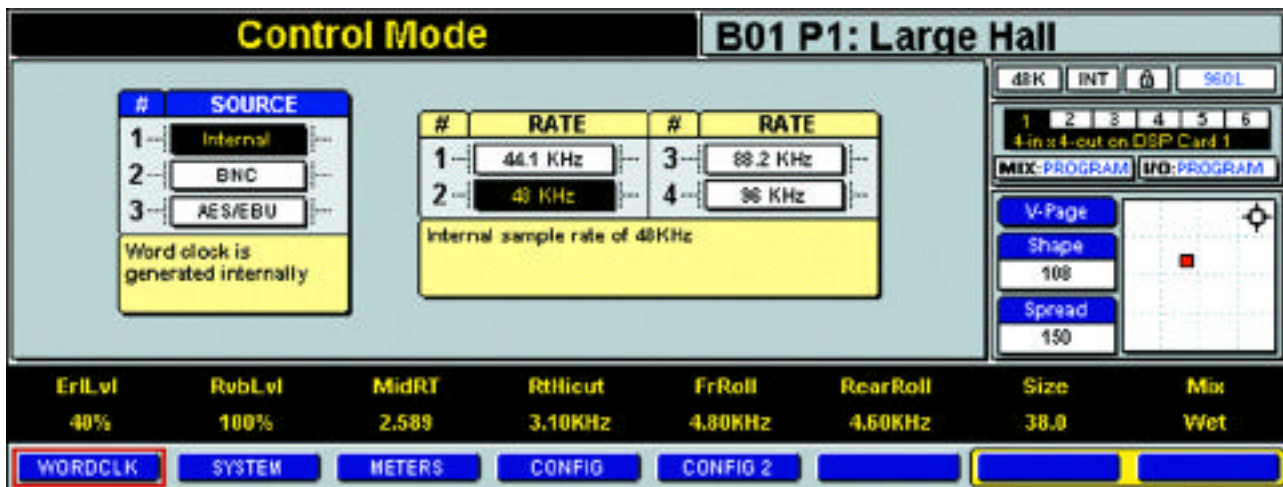 Control Mode
B01 P1: Large Hall
48K INT 960L
# SOURCE
1 Internal
2 BNC
3 AES/EBU
Word clock is
generated internally
# RATE # RATE
1 44.1 KHz 3 88.2 KHz
2 48 KHz 4 96 KHz
Internal sample rate of 48KHz
1 2 3 4 5 6
4-in x 4-out on DSP Card 1
MIX:PROGRAM I/O:PROGRAM
V-Page
Shape
108
Spread
150
ErlLvl RvbLvl MidRT RtHicut FrRoll RearRoll Size Mix
40% 100% 2.589 3.10KHz 4.80KHz 4.60KHz 38.0 Wet
WORDCLK SYSTEM METERS CONFIG CONFIG 2